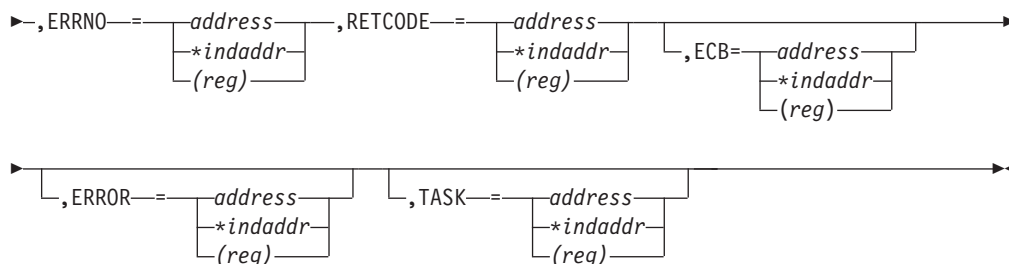 ,ERRNO = address ,RETCODE = address
*indaddr *indaddr ,ECB= address
(reg) (reg) *indaddr
(reg)
,ERROR = address ,TASK = address
*indaddr *indaddr
(reg) (reg)